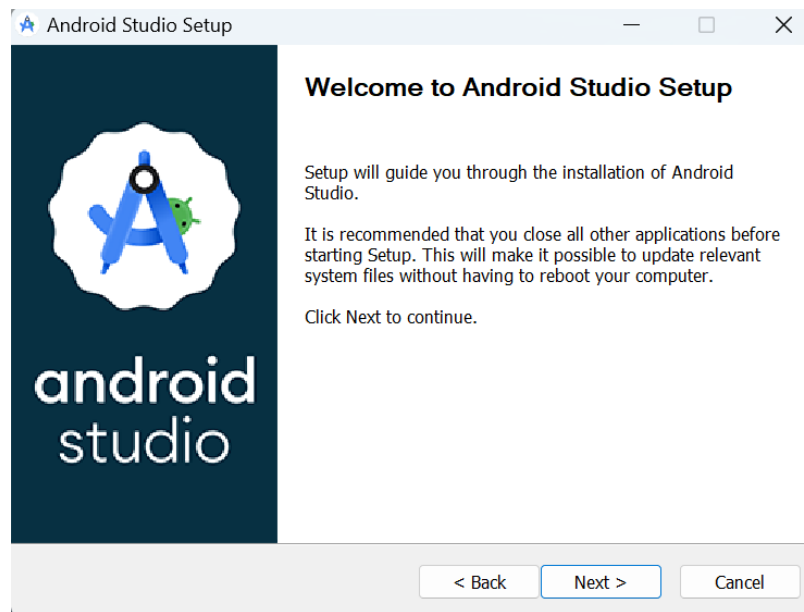 Android Studio Setup
Welcome to Android Studio Setup
Setup will guide you through the installation of Android
Studio.
It is recommended that you close all other applications before
starting Setup. This will make it possible to update relevant
system files without having to reboot your computer.
Click Next to continue.
android
studio
< Back
Next >
Cancel